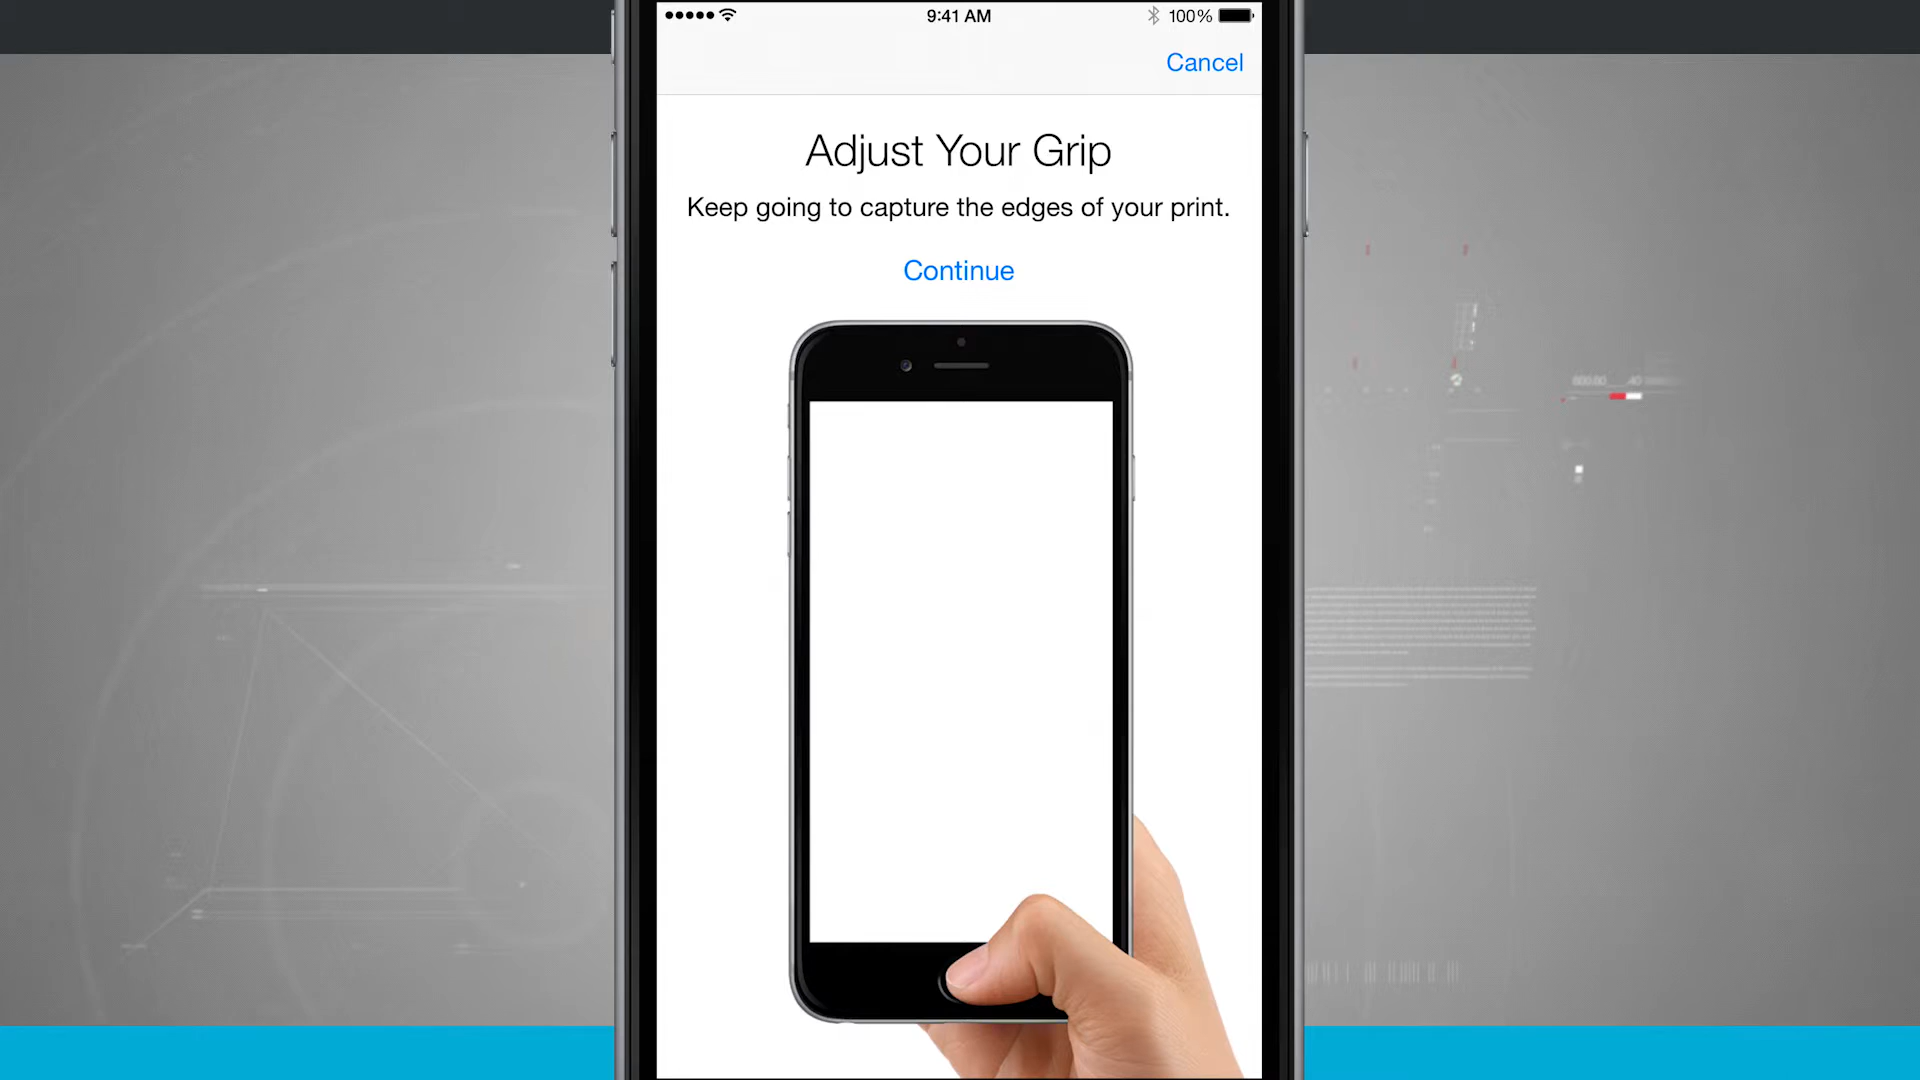 9:41 AM
100%
Cancel
Adjust Your Grip
Keep going to capture the edges of your print.
Continue